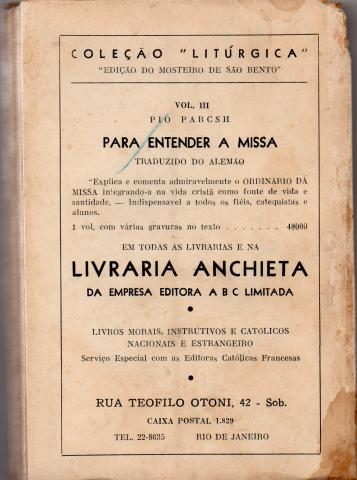 COLEÇÃO "LITÚRGICA"
"EDIÇÃO DO MOSTEIRO DE SÃO BENTO"
VOL. III
PIO PARCSH
PARA ENTENDER A MISSA
TRADUZIDO DO ALEMÃO
"Explica e comenta admiravelmente o ORDINÁRIO DÁ
MISSA integrando-a na vida cristã como fonte de vida e
santidade, — Indispensavel a todos os fiéis, catequistas e
alunos.
1 vol. com várias gravuras no texto . . . . . . . 48000
EM TODAS AS LIVRARIAS E NA
LIVRARIA ANCHIETA
DA EMPRESA EDITORA A B C LIMITADA
LIVROS MORAIS, INSTRUTIVOS E CATÓLICOS
NACIONAIS E ESTRANGEIRO
Serviço Especial com as Editoras Católicas Francesas
RUA TEOFILO OTONI, 42 - Sob.
CAIXA POSTAL 1.829
TEL. 22-8635 RIO DE JANEIRO